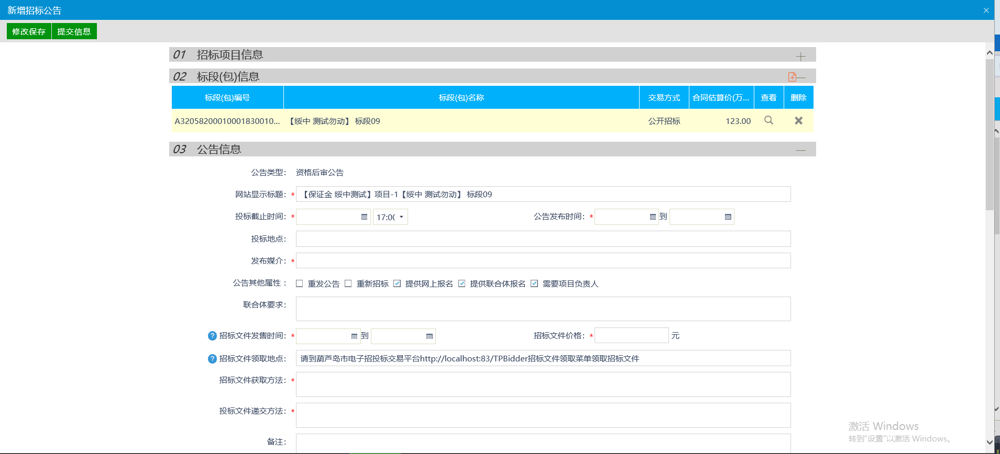 新增招标公告
修改保存 提交信息
01 招标项目信息
02 标段(包)信息
标段(包)编号 标段(包)名称 交易方式 合同估算价(万... 查看 删除
A32058200010001830010... 【绥中 测试勿动】 标段09 公开招标 123.00
03 公告信息
公告类型： 资格后审公告
网站显示标题：* 【保证金 绥中测试】项目-1【绥中 测试勿动】 标段09
投标截止时间：* 17:00 公告发布时间：* 到
投标地点：
发布媒介：*
公告其他属性： 重发公告 重新招标 提供网上报名 提供联合体报名 需要项目负责人
联合体要求：
? 招标文件发售时间：* 到 招标文件价格：* 元
? 招标文件领取地点： 请到葫芦岛市电子招投标交易平台http://localhost:83/TPBidder招标文件领取菜单领取招标文件
招标文件获取方法：*
投标文件递交方法：*
备注：
激活 Windows
转到"设置"以激活 Windows。